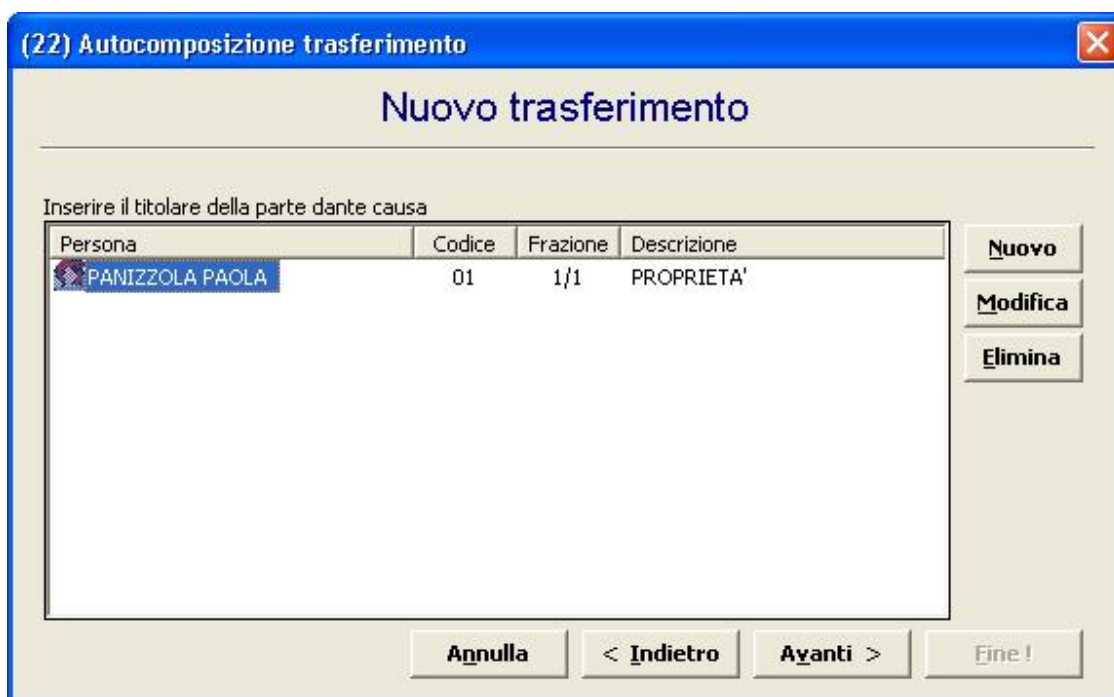 (22) Autocomposizione trasferimento
Nuovo trasferimento
Inserire il titolare della parte dante causa
Persona Codice Frazione Descrizione
PANIZZOLA PAOLA 01 1/1 PROPRIETA'
Nuovo
Modifica
Elimina
Annulla < Indietro Avanti > Fine !